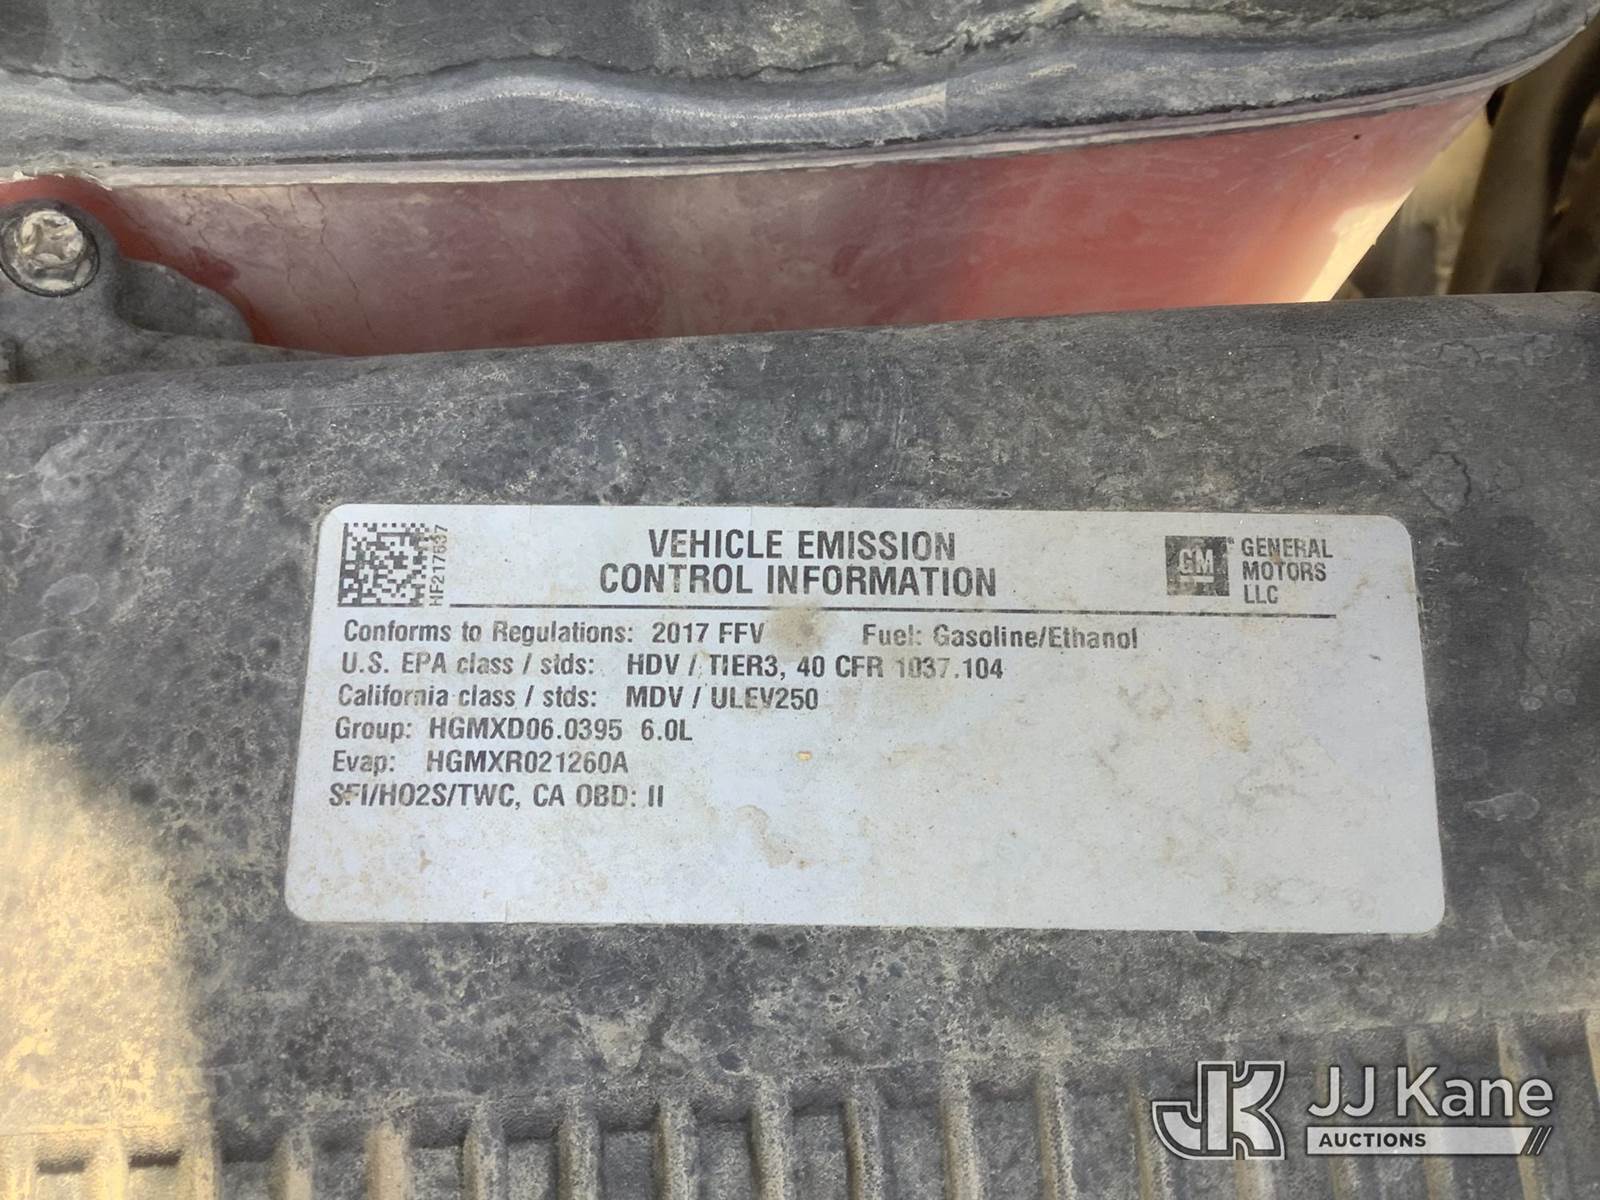 HF217537
VEHICLE EMISSION
CONTROL INFORMATION
GM
GENERAL
MOTORS
LLC
Conforms to Regulations: 2017 FFV Fuel: Gasoline/Ethanol
U.S. EPA class / stds: HDV / TIER3, 40 CFR 1037.104
California class / stds: MDV / ULEV250
Group: HGMXD06.0395 6.0L
Evap: HGMXR021260A
SFI/HO2S/TWC, CA OBD: II
JK JJ Kane
AUCTIONS